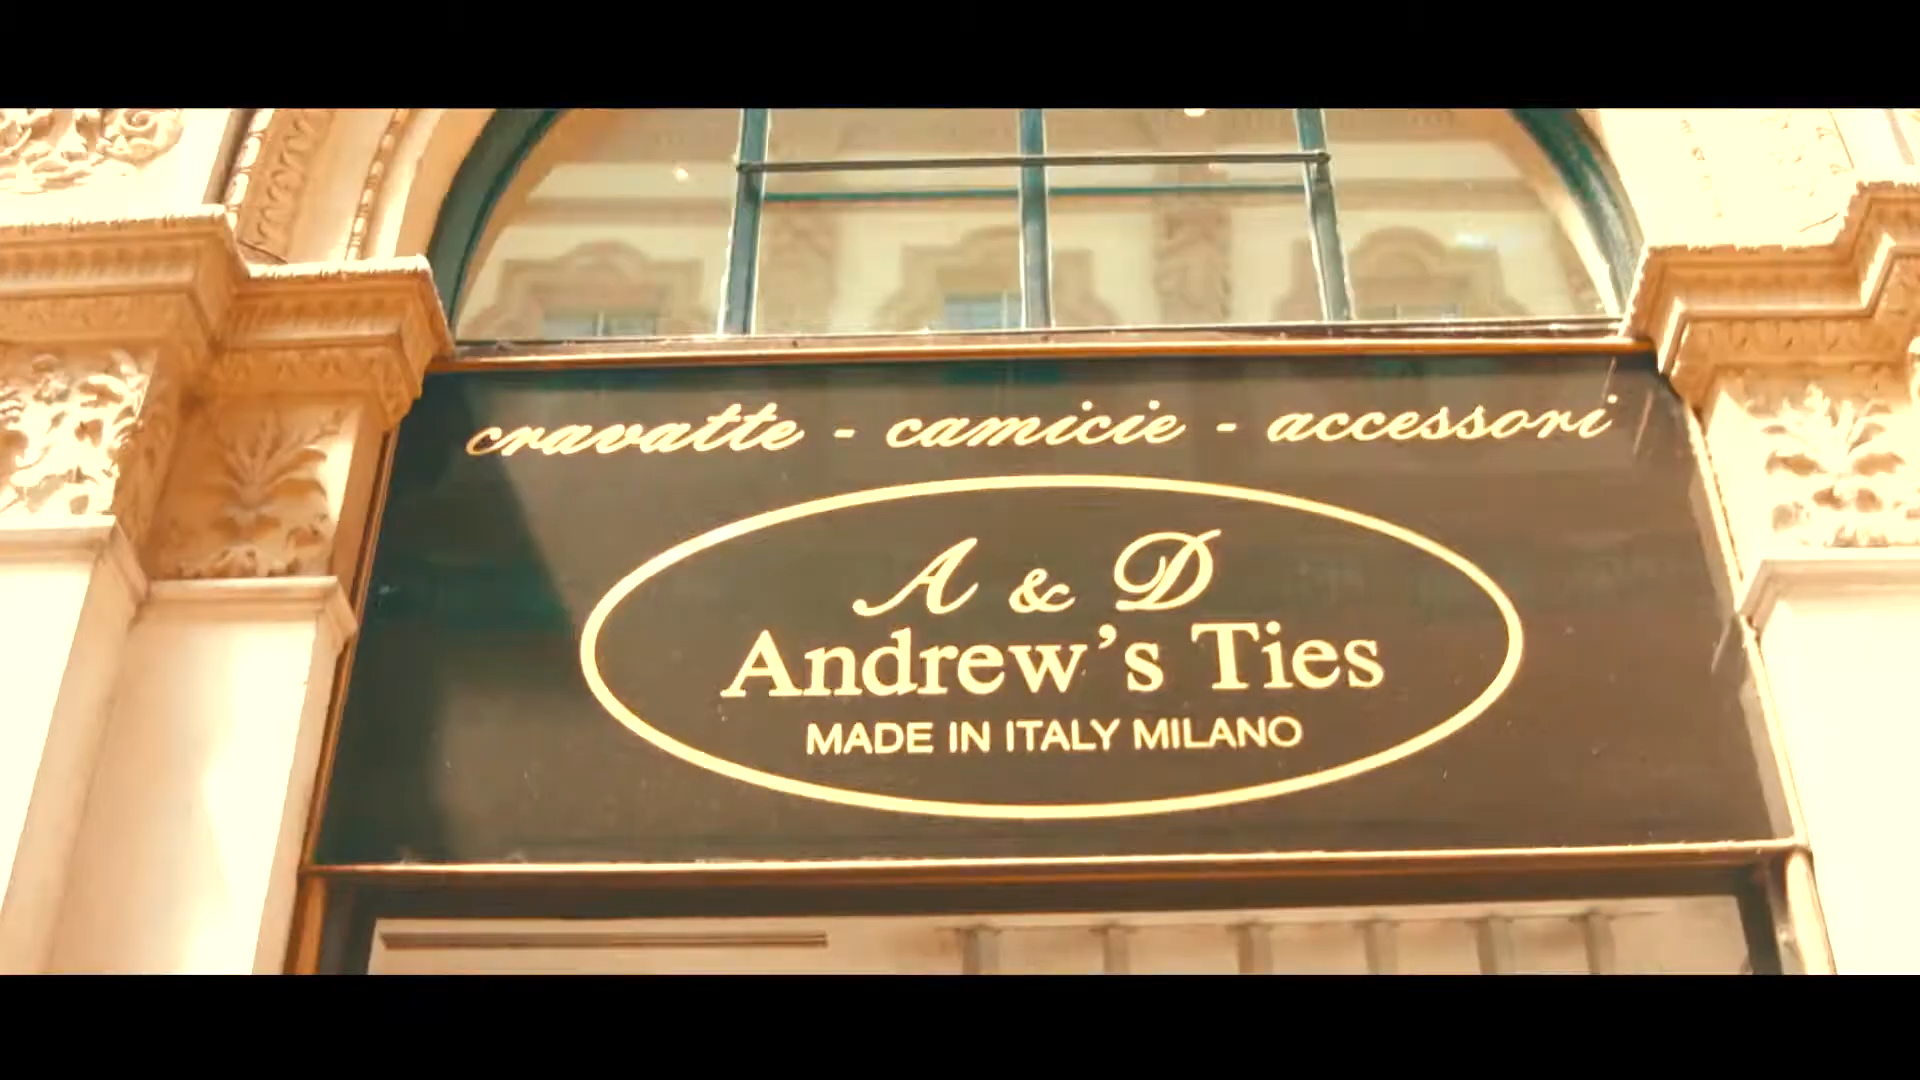 cravatte - camicie - accessori
A & D
Andrew's Ties
MADE IN ITALY MILANO